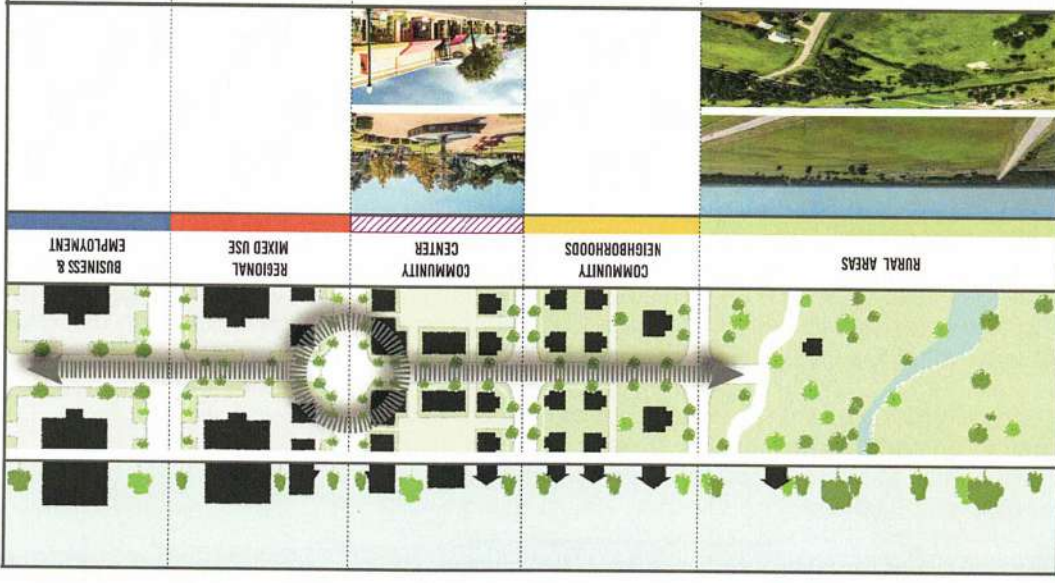 RURAL AREAS
COMMUNITY
NEIGHBORHOODS
COMMUNITY
CENTER
REGIONAL
MIXED USE
BUSINESS &
EMPLOYMENT